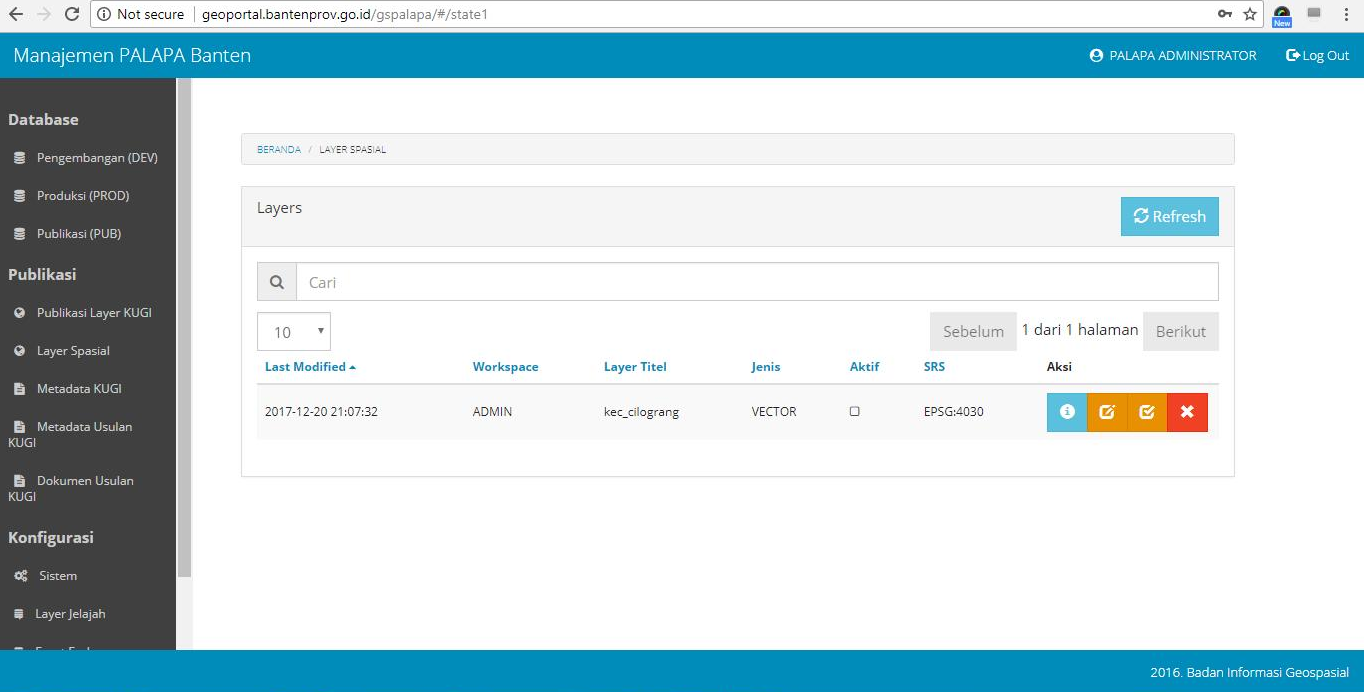 Not secure geoportal.bantenprov.go.id/gspalapa/#/state1
New
Manajemen PALAPA Banten
PALAPA ADMINISTRATOR
Log Out
Database
Pengembangan (DEV)
Produksi (PROD)
Publikasi (PUB)
Publikasi
Publikasi Layer KUGI
Layer Spasial
Metadata KUGI
Metadata Usulan
KUGI
Dokumen Usulan
KUGI
Konfigurasi
Sistem
Layer Jelajah
BERANDA / LAYER SPASIAL
Layers
Refresh
Cari
10
Sebelum 1 dari 1 halaman Berikut
Last Modified Workspace Layer Titel Jenis Aktif SRS Aksi
2017-12-20 21:07:32 ADMIN kec_cilograng VECTOR EPSG:4030
2016. Badan Informasi Geospasial